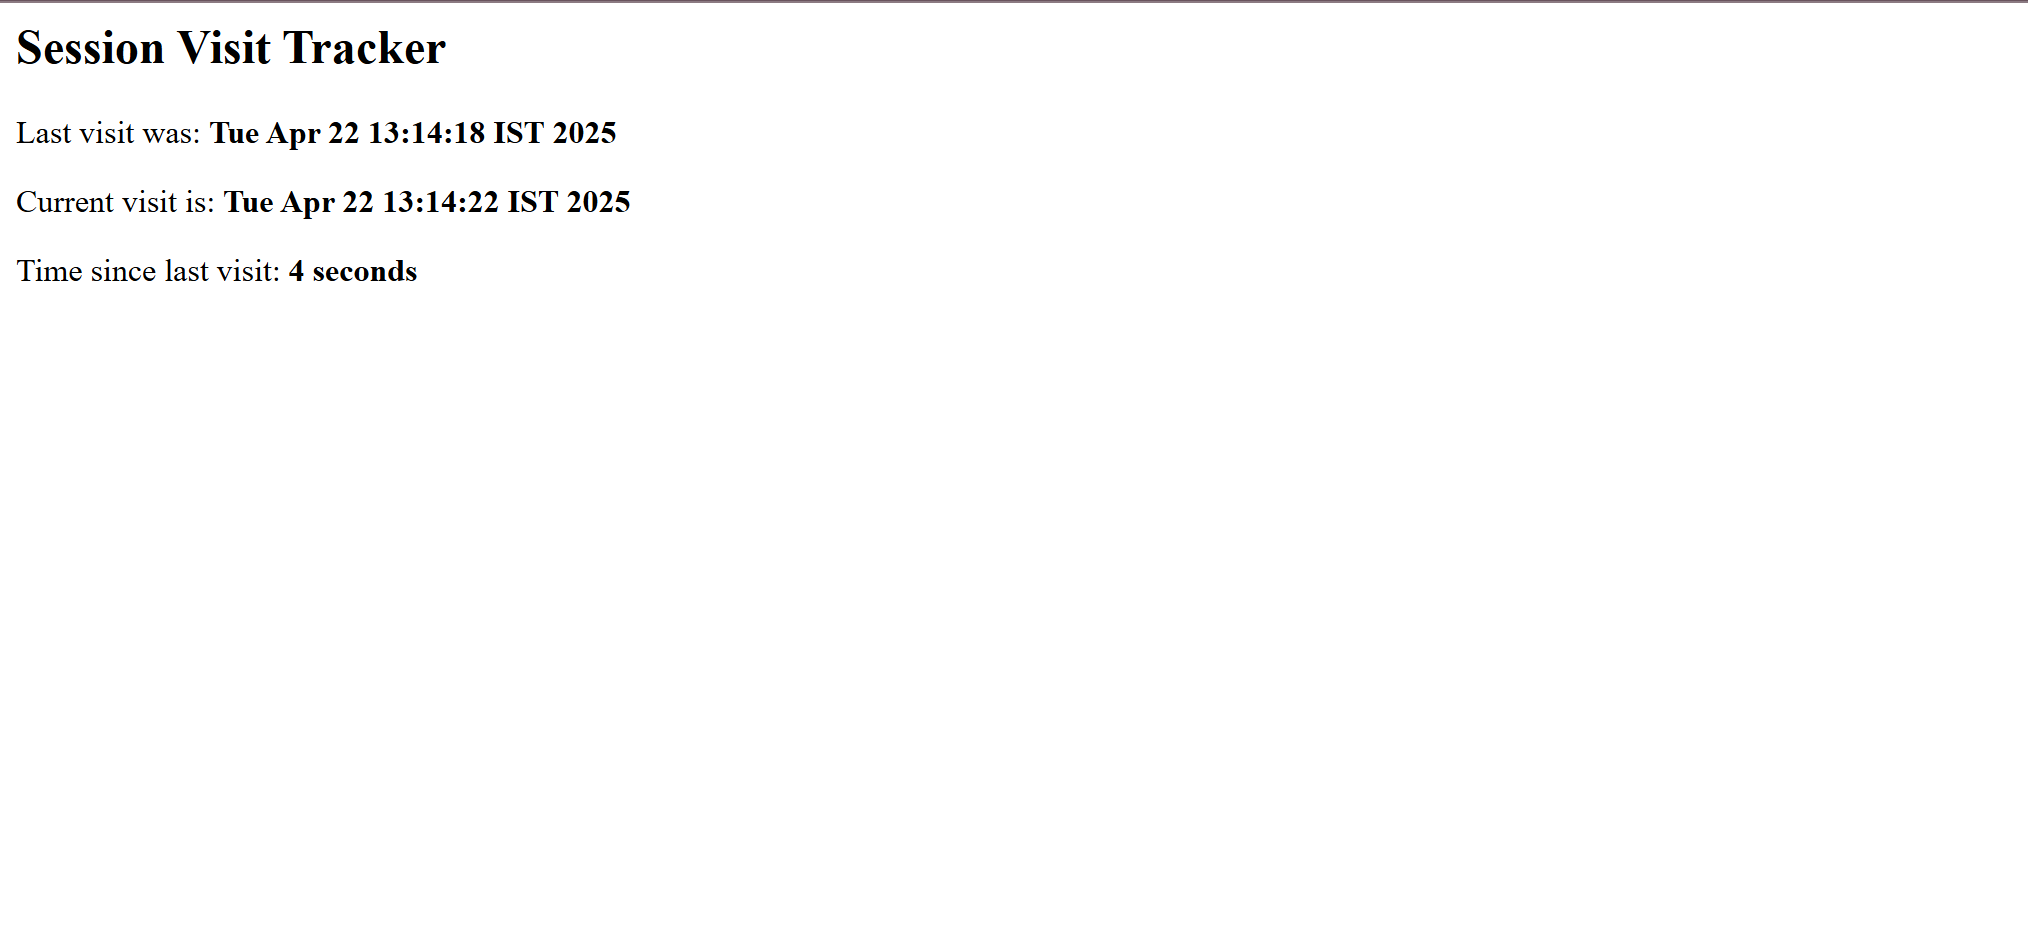 Session Visit Tracker
Last visit was: Tue Apr 22 13:14:18 IST 2025
Current visit is: Tue Apr 22 13:14:22 IST 2025
Time since last visit: 4 seconds